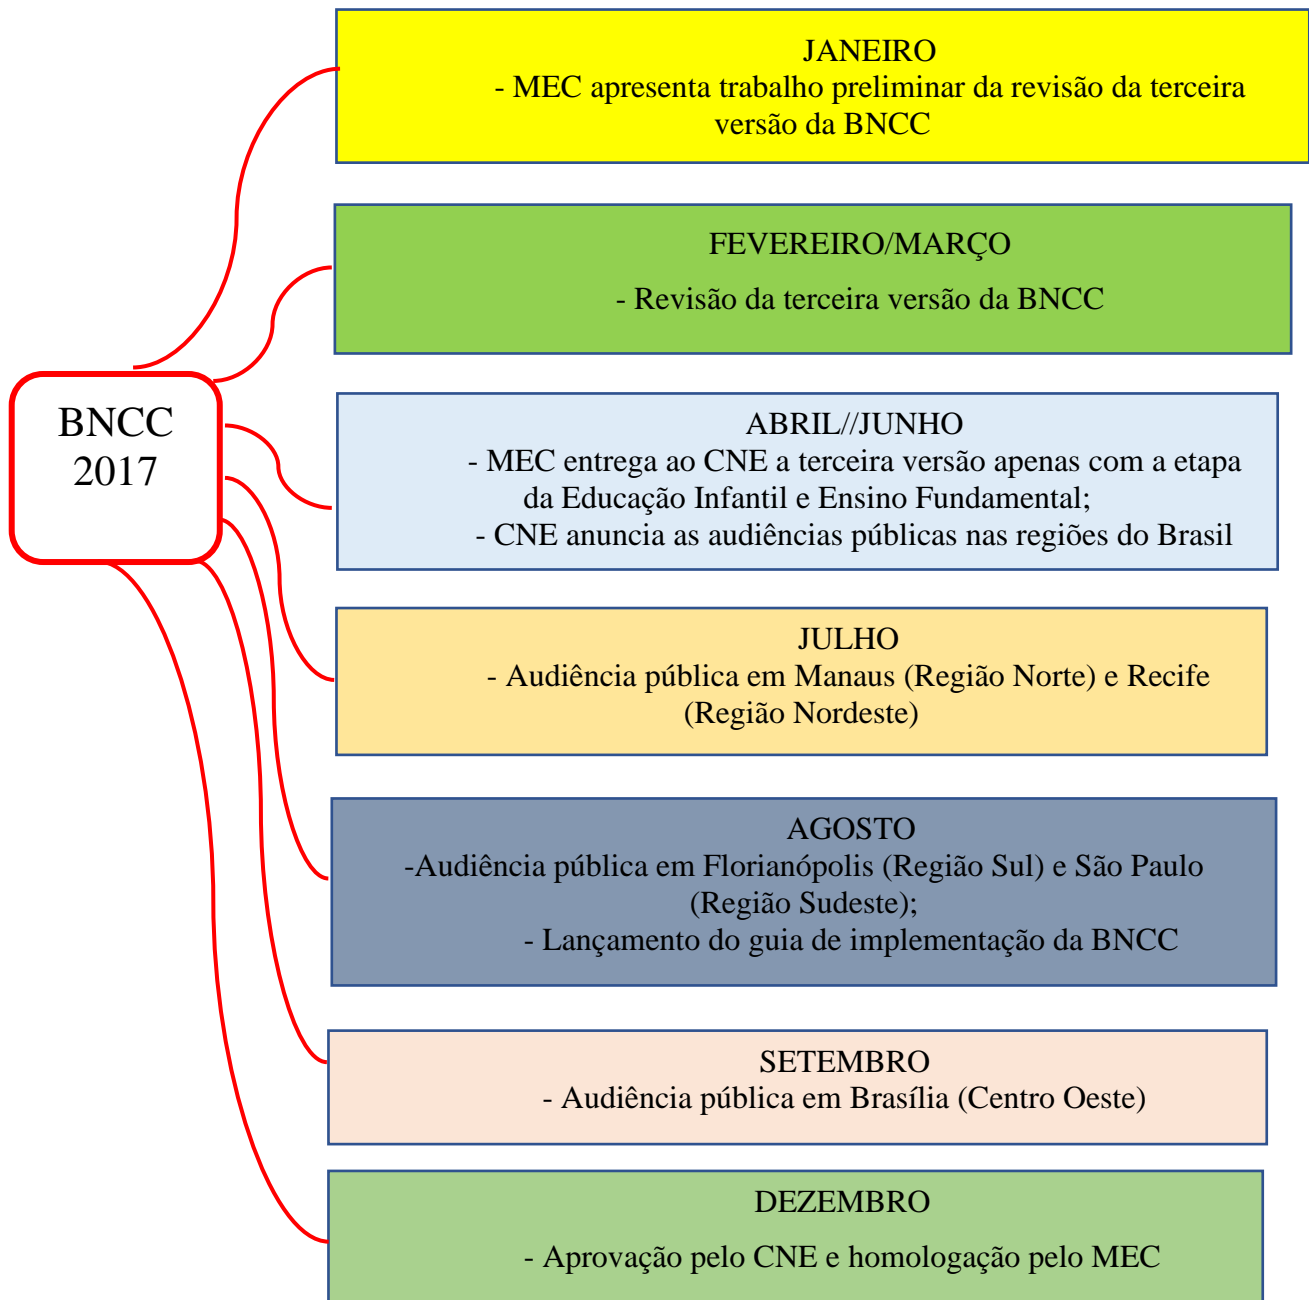 JANEIRO
- MEC apresenta trabalho preliminar da revisão da terceira
versão da BNCC
FEVEREIRO/MARÇO
- Revisão da terceira versão da BNCC
BNCC
2017
ABRIL//JUNHO
- MEC entrega ao CNE a terceira versão apenas com a etapa
da Educação Infantil e Ensino Fundamental;
- CNE anuncia as audiências públicas nas regiões do Brasil
JULHO
- Audiência pública em Manaus (Região Norte) e Recife
(Região Nordeste)
AGOSTO
-Audiência pública em Florianópolis (Região Sul) e São Paulo
(Região Sudeste);
- Lançamento do guia de implementação da BNCC
SETEMBRO
- Audiência pública em Brasília (Centro Oeste)
DEZEMBRO
- Aprovação pelo CNE e homologação pelo MEC